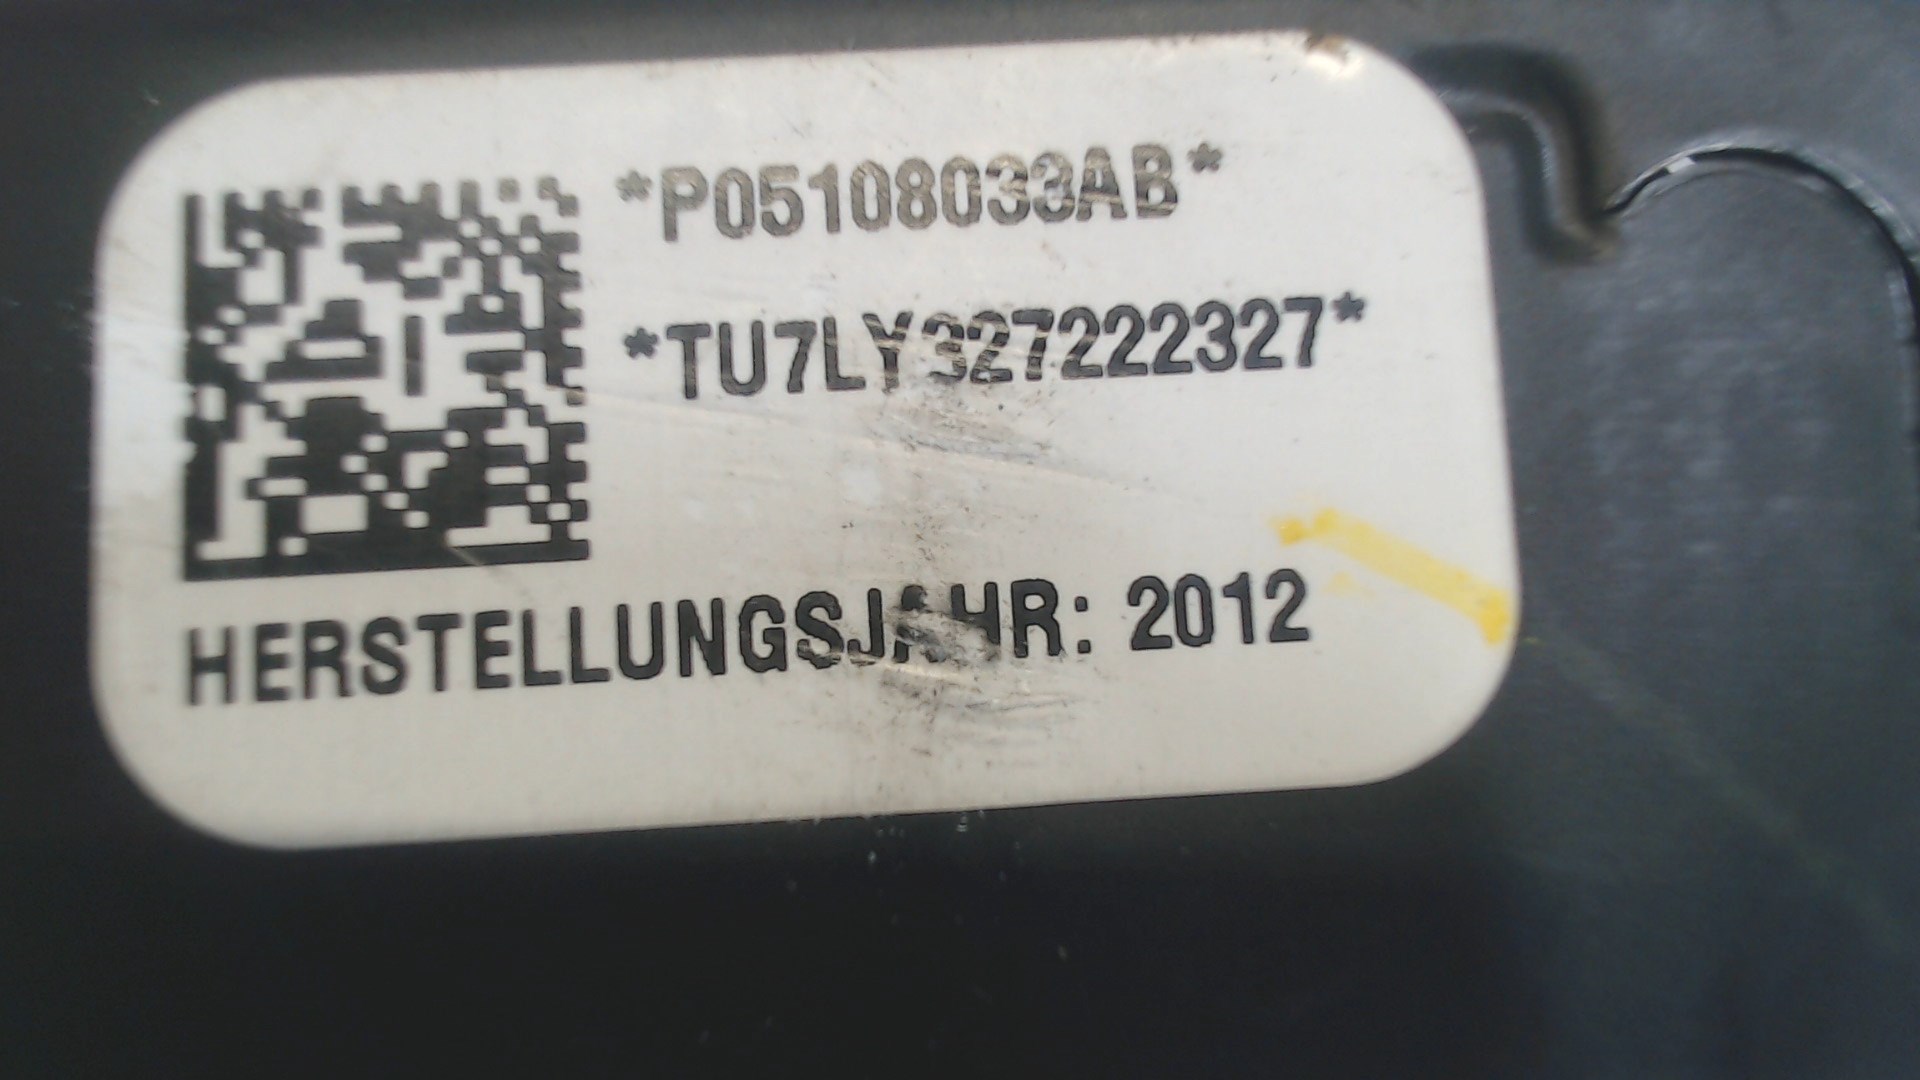 *P05108033AB*
*TU7LY327222327*
HERSTELLUNGSJAHR: 2012